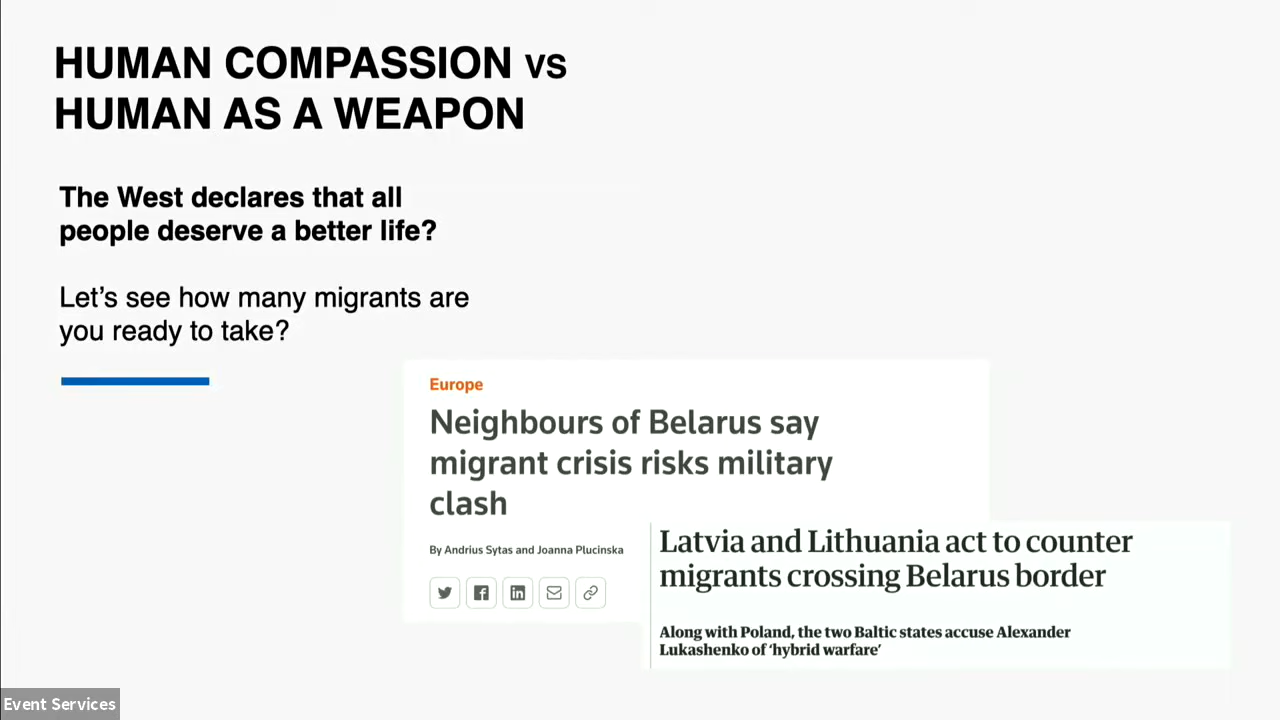 HUMAN COMPASSION vs
HUMAN AS A WEAPON
The West declares that all
people deserve a better life?
Let's see how many migrants are
you ready to take?
Europe
Neighbours of Belarus say
migrant crisis risks military
clash
By Andrius Sytas and Joanna Plucinska
Latvia and Lithuania act to counter
migrants crossing Belarus border
Along with Poland, the two Baltic states accuse Alexander
Lukashenko of ‘hybrid warfare’
Event Services